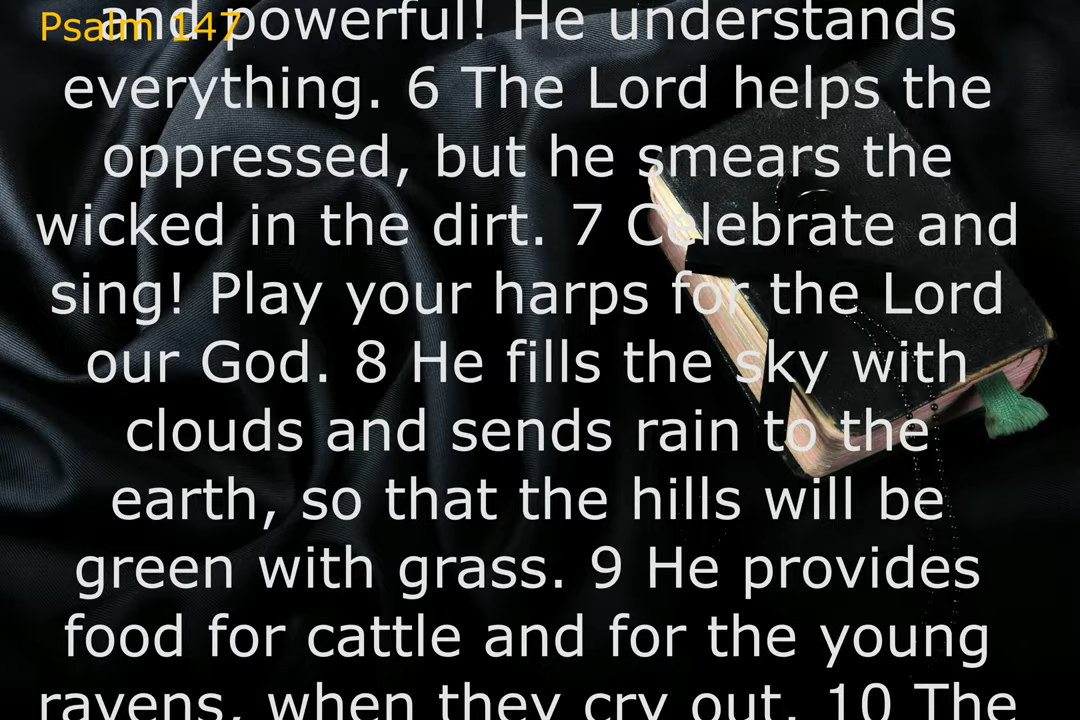 Psalm 147
and powerful! He understands
everything. 6 The Lord helps the
oppressed, but he smears the
wicked in the dirt. 7 Celebrate and
sing! Play your harps for the Lord
our God. 8 He fills the sky with
clouds and sends rain to the
earth, so that the hills will be
green with grass. 9 He provides
food for cattle and for the young
ravens, when they cry out. 10 The